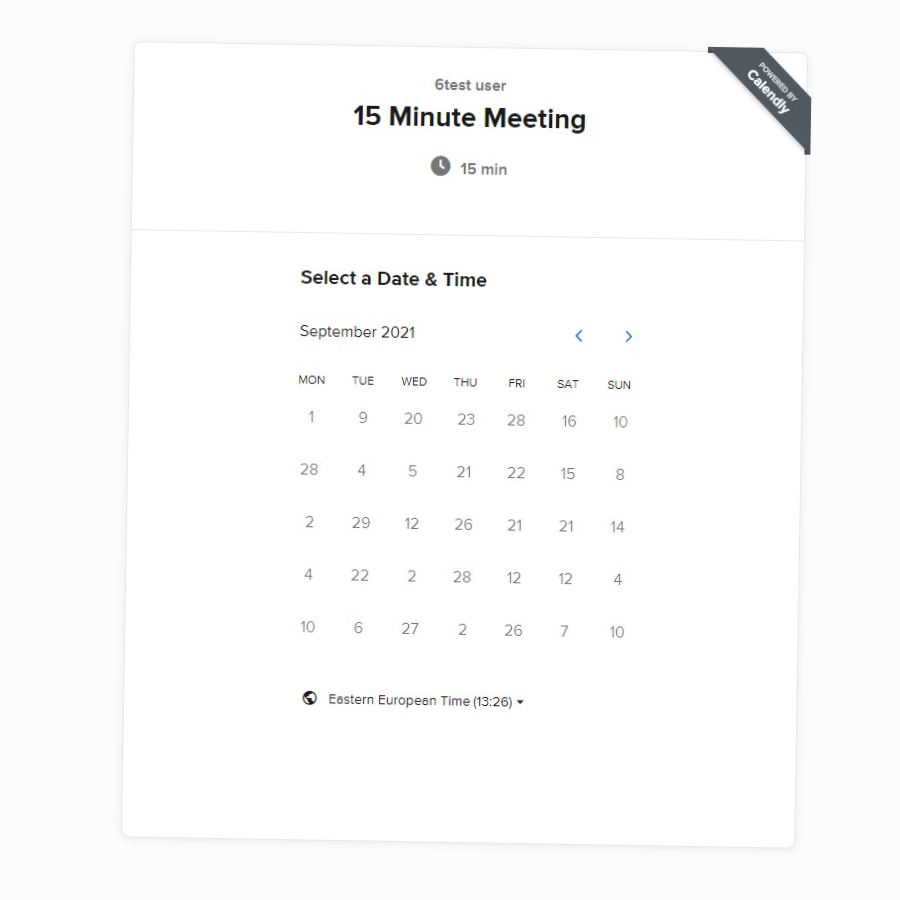 POWERED BY
Calendly
6test user
15 Minute Meeting
15 min
Select a Date & Time
September 2021
MON TUE WED THU FRI SAT SUN
1 9 20 23 28 16 10
28 4 5 21 22 15 8
2 29 12 26 21 21 14
4 22 2 28 12 12 4
10 6 27 2 26 7 10
Eastern European Time (13:26)